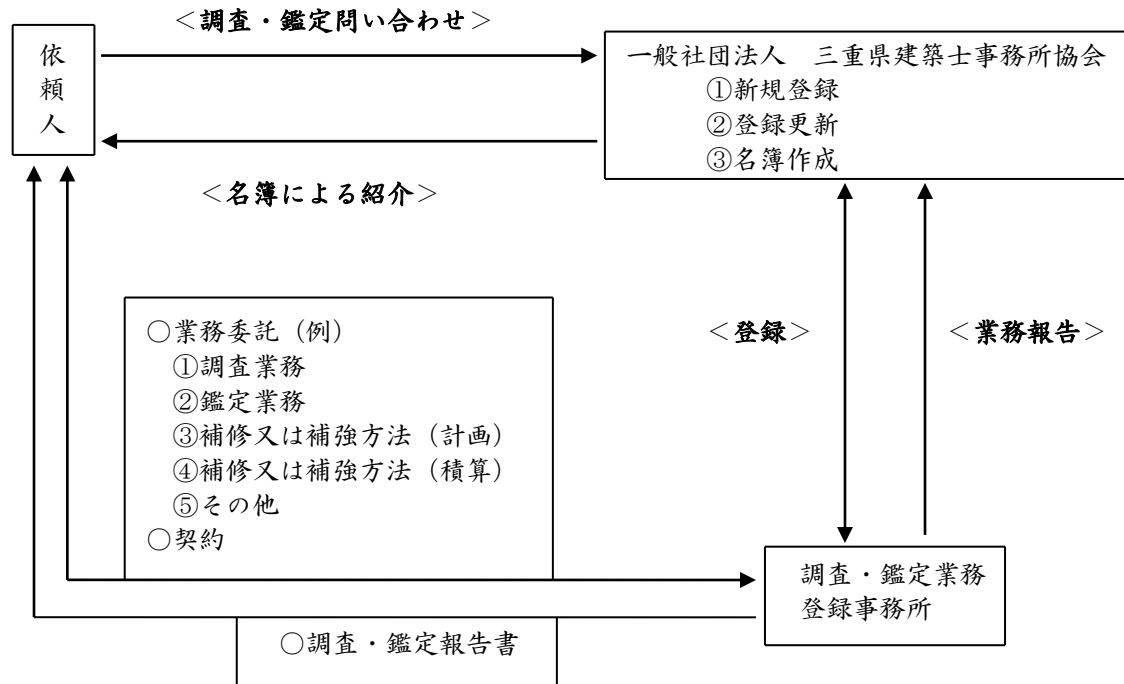 ＜調査・鑑定問い合わせ＞
依頼人
一般社団法人　三重県建築士事務所協会
①新規登録
②登録更新
③名簿作成
＜名簿による紹介＞
○業務委託（例）
①調査業務
②鑑定業務
③補修又は補強方法（計画）
④補修又は補強方法（積算）
⑤その他
○契約
＜登録＞
＜業務報告＞
調査・鑑定業務
登録事務所
○調査・鑑定報告書